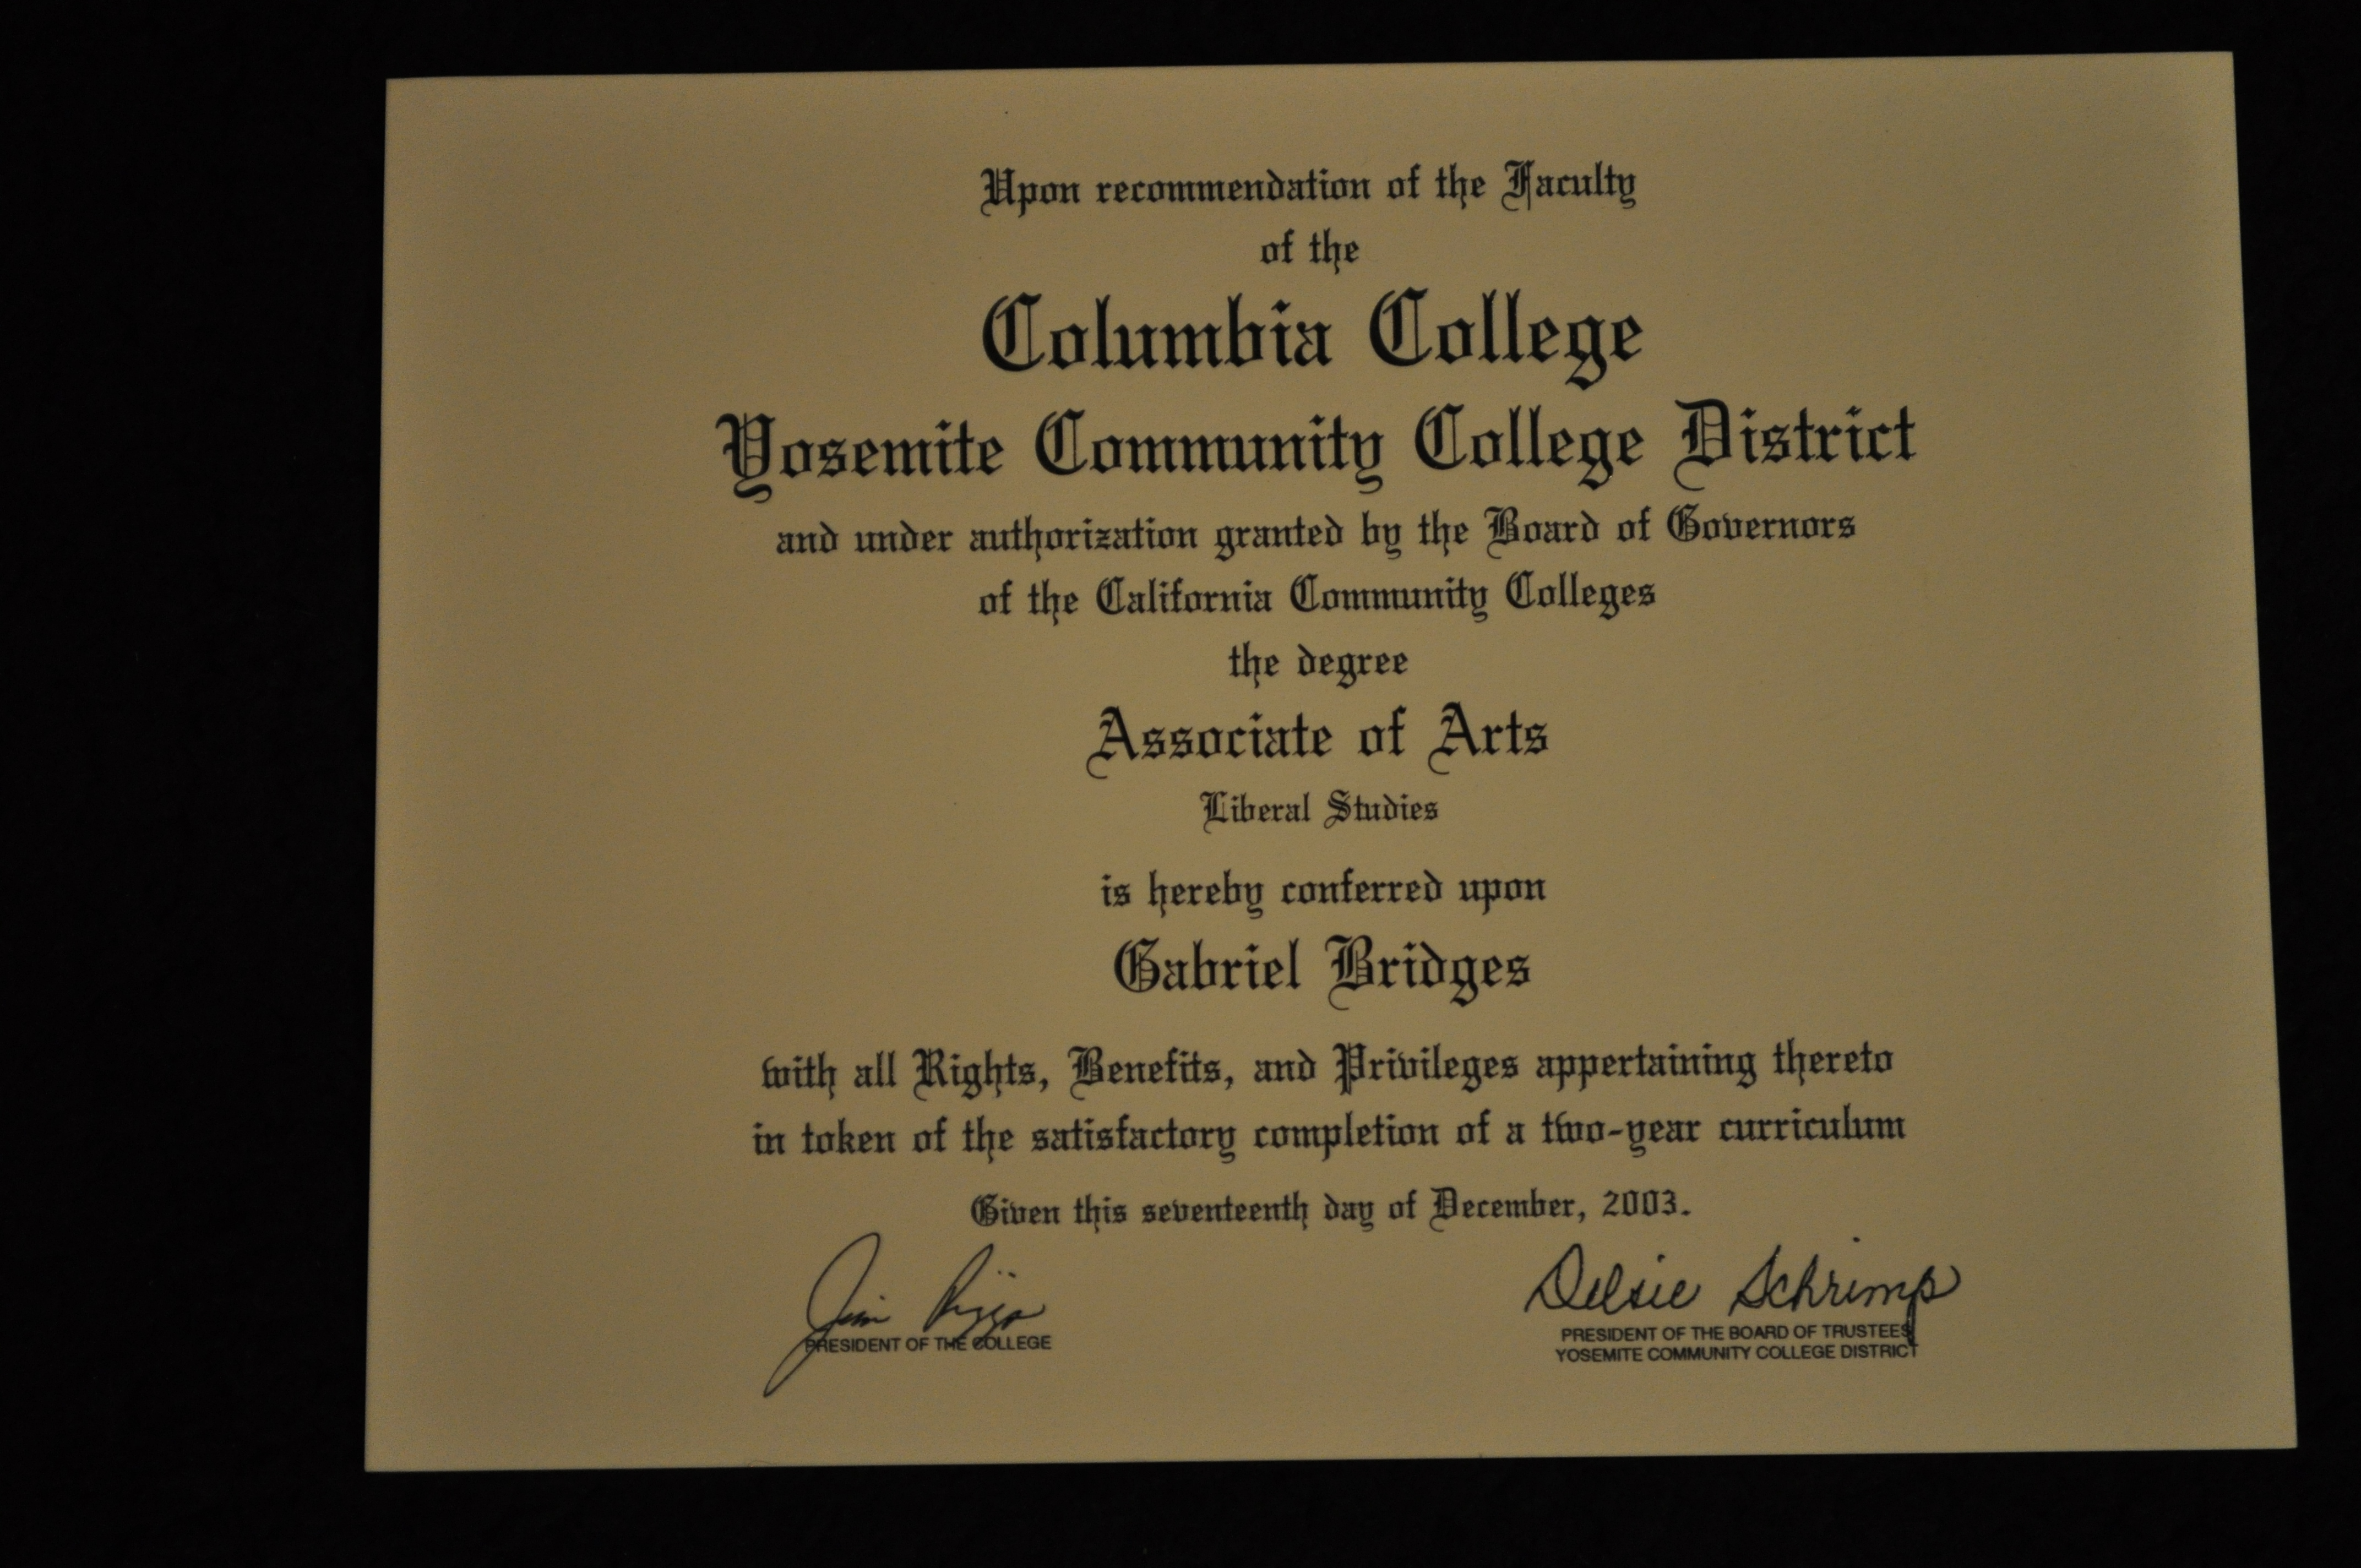 Upon recommendation of the Faculty
of the
Columbia College
Yosemite Community College District
and under authorization granted by the Board of Governors
of the California Community Colleges
the degree
Associate of Arts
Liberal Studies
is hereby conferred upon
Gabriel Bridges
with all Rights, Benefits, and Privileges appertaining thereto
in token of the satisfactory completion of a two-year curriculum
Given this seventeenth day of December, 2003.
Jim Riggs
PRESIDENT OF THE COLLEGE
Delsie Schrimp
PRESIDENT OF THE BOARD OF TRUSTEES
YOSEMITE COMMUNITY COLLEGE DISTRICT